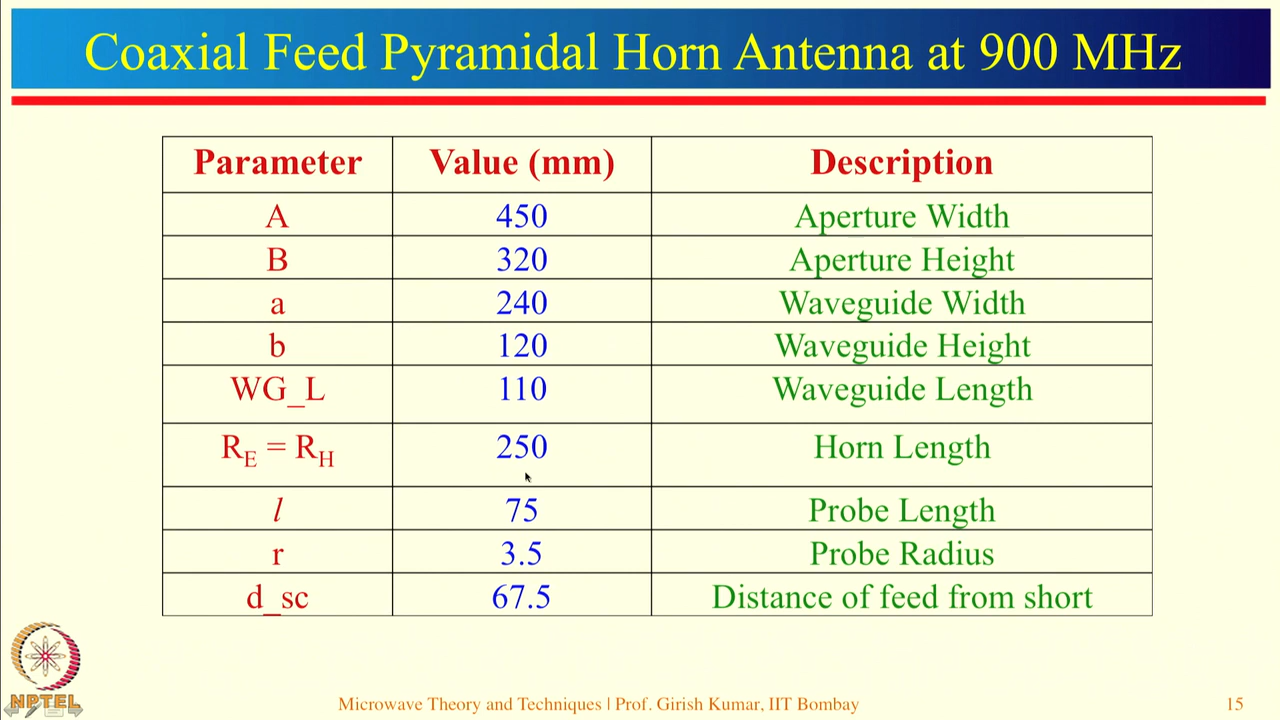 Coaxial Feed Pyramidal Horn Antenna at 900 MHz
Parameter Value (mm) Description
A 450 Aperture Width
B 320 Aperture Height
a 240 Waveguide Width
b 120 Waveguide Height
WG_L 110 Waveguide Length
R_E = R_H 250 Horn Length
l 75 Probe Length
r 3.5 Probe Radius
d_sc 67.5 Distance of feed from short
NPTEL
Microwave Theory and Techniques | Prof. Girish Kumar, IIT Bombay
15